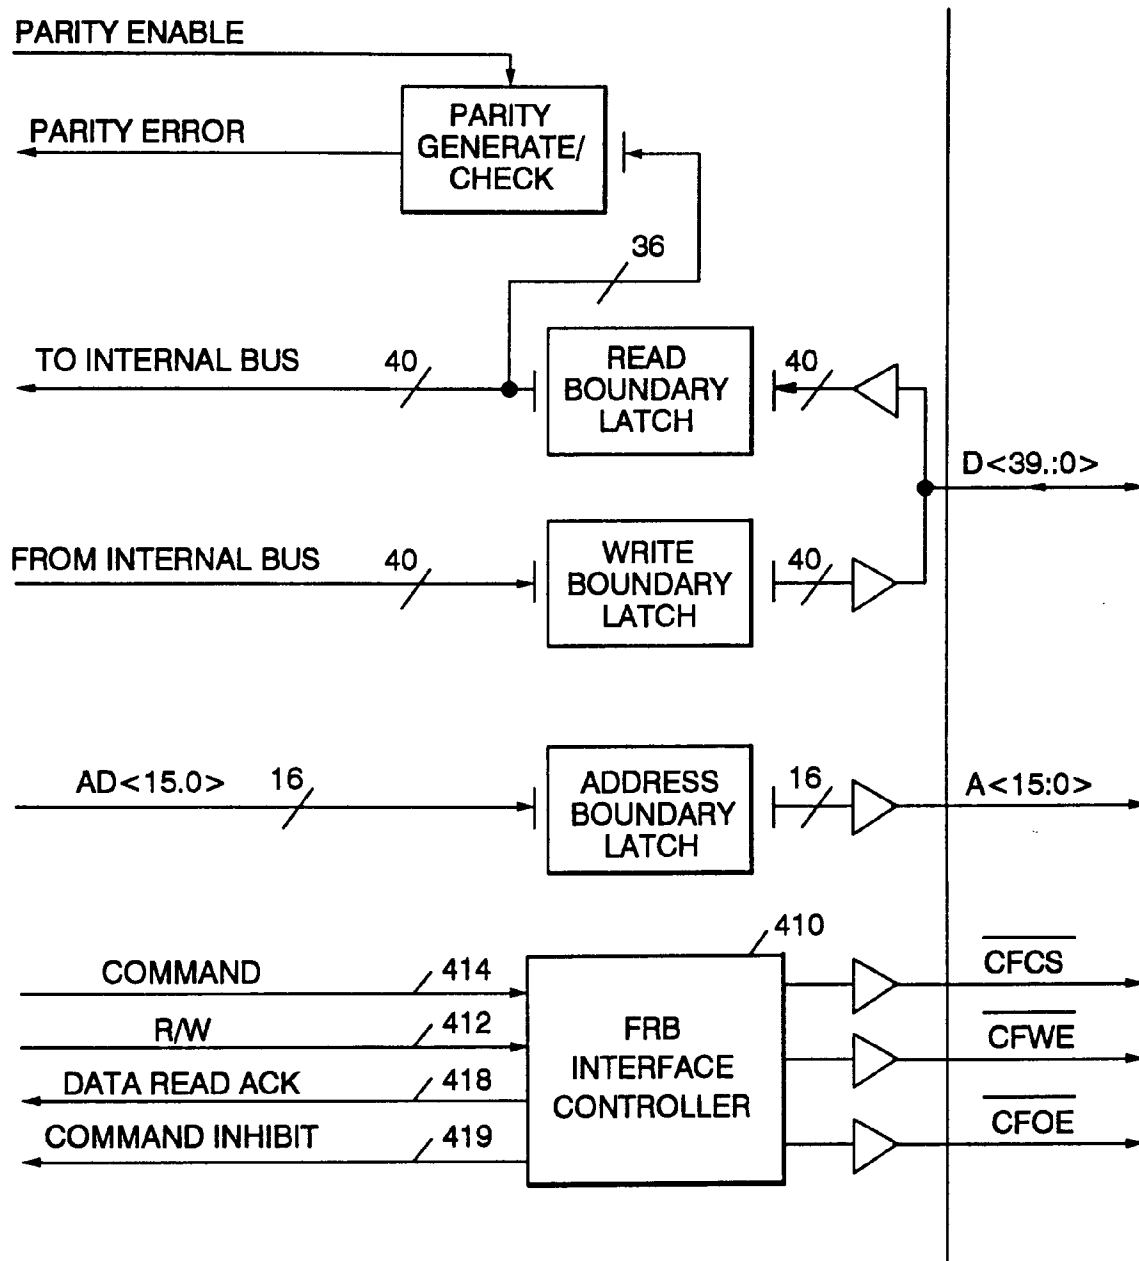 PARITY ENABLE
PARITY
GENERATE/
CHECK
PARITY ERROR
36
TO INTERNAL BUS
40
READ
BOUNDARY
LATCH
40
D<39.:0>
FROM INTERNAL BUS
40
WRITE
BOUNDARY
LATCH
40
AD<15.0>
16
ADDRESS
BOUNDARY
LATCH
16
A<15:0>
410
COMMAND
414
R/W
412
DATA READ ACK
418
COMMAND INHIBIT
419
FRB
INTERFACE
CONTROLLER
CFCS
CFWE
CFOE